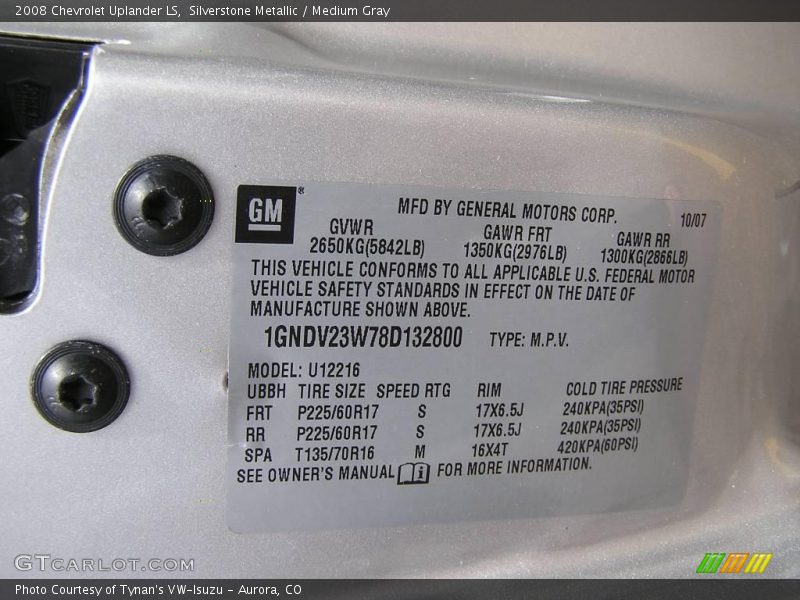 2008 Chevrolet Uplander LS, Silverstone Metallic / Medium Gray
GM®
MFD BY GENERAL MOTORS CORP. 10/07
GVWR GAWR FRT GAWR RR
2650KG(5842LB) 1350KG(2976LB) 1300KG(2866LB)
THIS VEHICLE CONFORMS TO ALL APPLICABLE U.S. FEDERAL MOTOR
VEHICLE SAFETY STANDARDS IN EFFECT ON THE DATE OF
MANUFACTURE SHOWN ABOVE.
1GNDV23W78D132800 TYPE: M.P.V.
MODEL: U12216
UBBH TIRE SIZE SPEED RTG RIM COLD TIRE PRESSURE
FRT P225/60R17 S 17X6.5J 240KPA(35PSI)
RR P225/60R17 S 17X6.5J 240KPA(35PSI)
SPA T135/70R16 M 16X4T 420KPA(60PSI)
SEE OWNER'S MANUAL i FOR MORE INFORMATION.
GTCARLOT.COM
Photo Courtesy of Tynan's VW-Isuzu - Aurora, CO